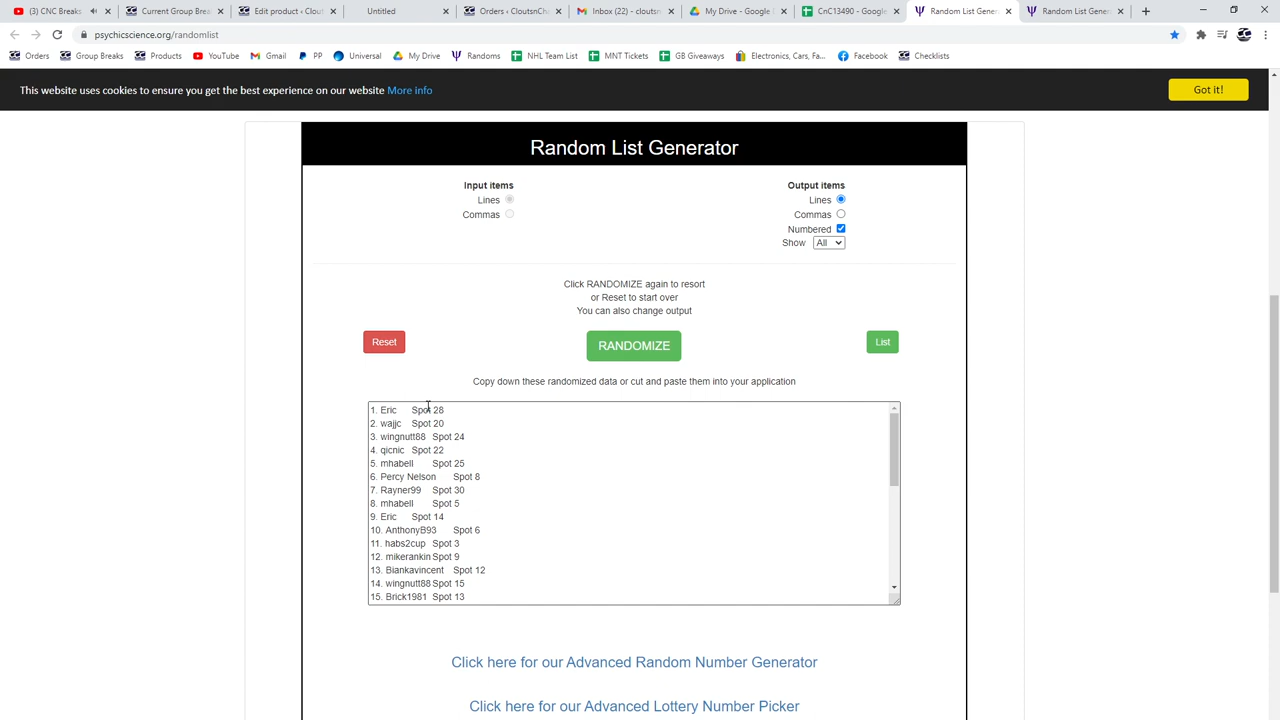 (3) CNC Breaks
Current Group Brea
Edit product ‹ Clouts
Untitled
Orders ‹ CloutsnCha
Inbox (22) - cloutsn
My Drive - Google
CnC13490 - Google
Random List Gener
Random List Gener
psychicscience.org/randomlist
Orders
Group Breaks
Products
YouTube
Gmail
PP
Universal
My Drive
Randoms
NHL Team List
MNT Tickets
GB Giveaways
Electronics, Cars, Fa...
Facebook
Checklists
This website uses cookies to ensure you get the best experience on our website More info
Got it!
Random List Generator
Input items
Lines
Commas
Output items
Lines
Commas
Numbered
Show All
Click RANDOMIZE again to resort
or Reset to start over
You can also change output
Reset
RANDOMIZE
List
Copy down these randomized data or cut and paste them into your application
1. Eric Spot 28
2. wajjc Spot 20
3. wingnutt88 Spot 24
4. qicnic Spot 22
5. mhabell Spot 25
6. Percy Nelson Spot 8
7. Rayner99 Spot 30
8. mhabell Spot 5
9. Eric Spot 14
10. AnthonyB93 Spot 6
11. habs2cup Spot 3
12. mikerankin Spot 9
13. Biankavincent Spot 12
14. wingnutt88 Spot 15
15. Brick1981 Spot 13
Click here for our Advanced Random Number Generator
Click here for our Advanced Lottery Number Picker